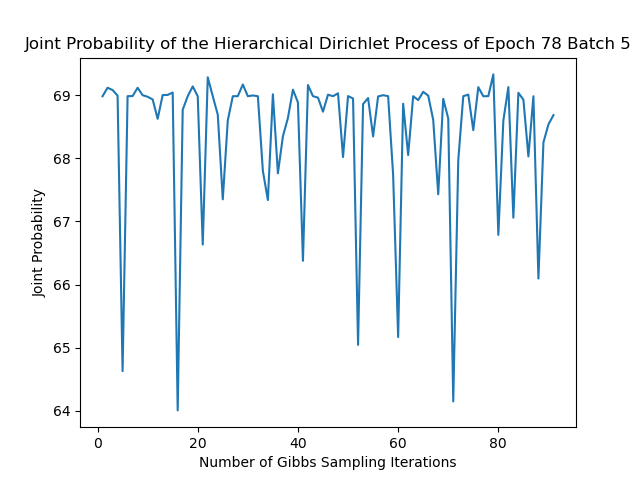 Joint Probability of the Hierarchical Dirichlet Process of Epoch 78 Batch 5
69
68
67
66
65
64
Joint Probability
0 20 40 60 80
Number of Gibbs Sampling Iterations